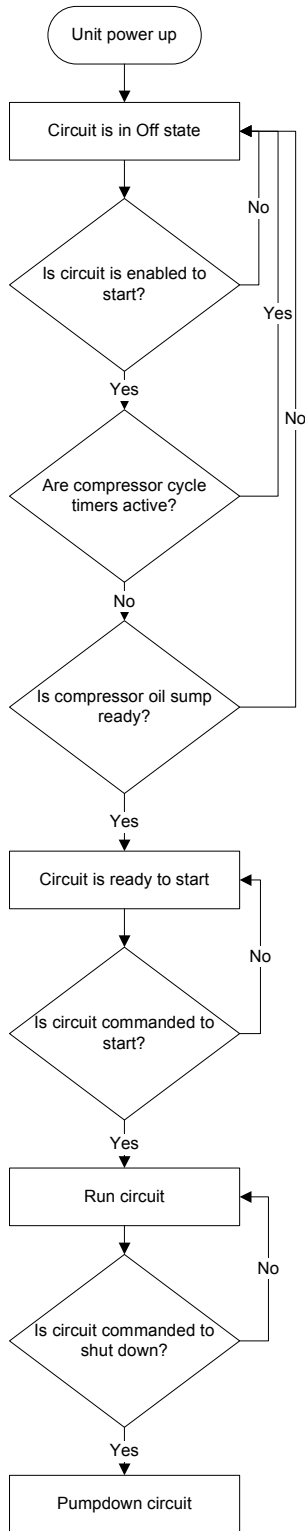 Unit power up
Circuit is in Off state
No
Is circuit is enabled to
start?
Yes
Yes
No
Are compressor cycle
timers active?
No
Is compressor oil sump
ready?
Yes
Circuit is ready to start
No
Is circuit commanded to
start?
Yes
Run circuit
No
Is circuit commanded to
shut down?
Yes
Pumpdown circuit